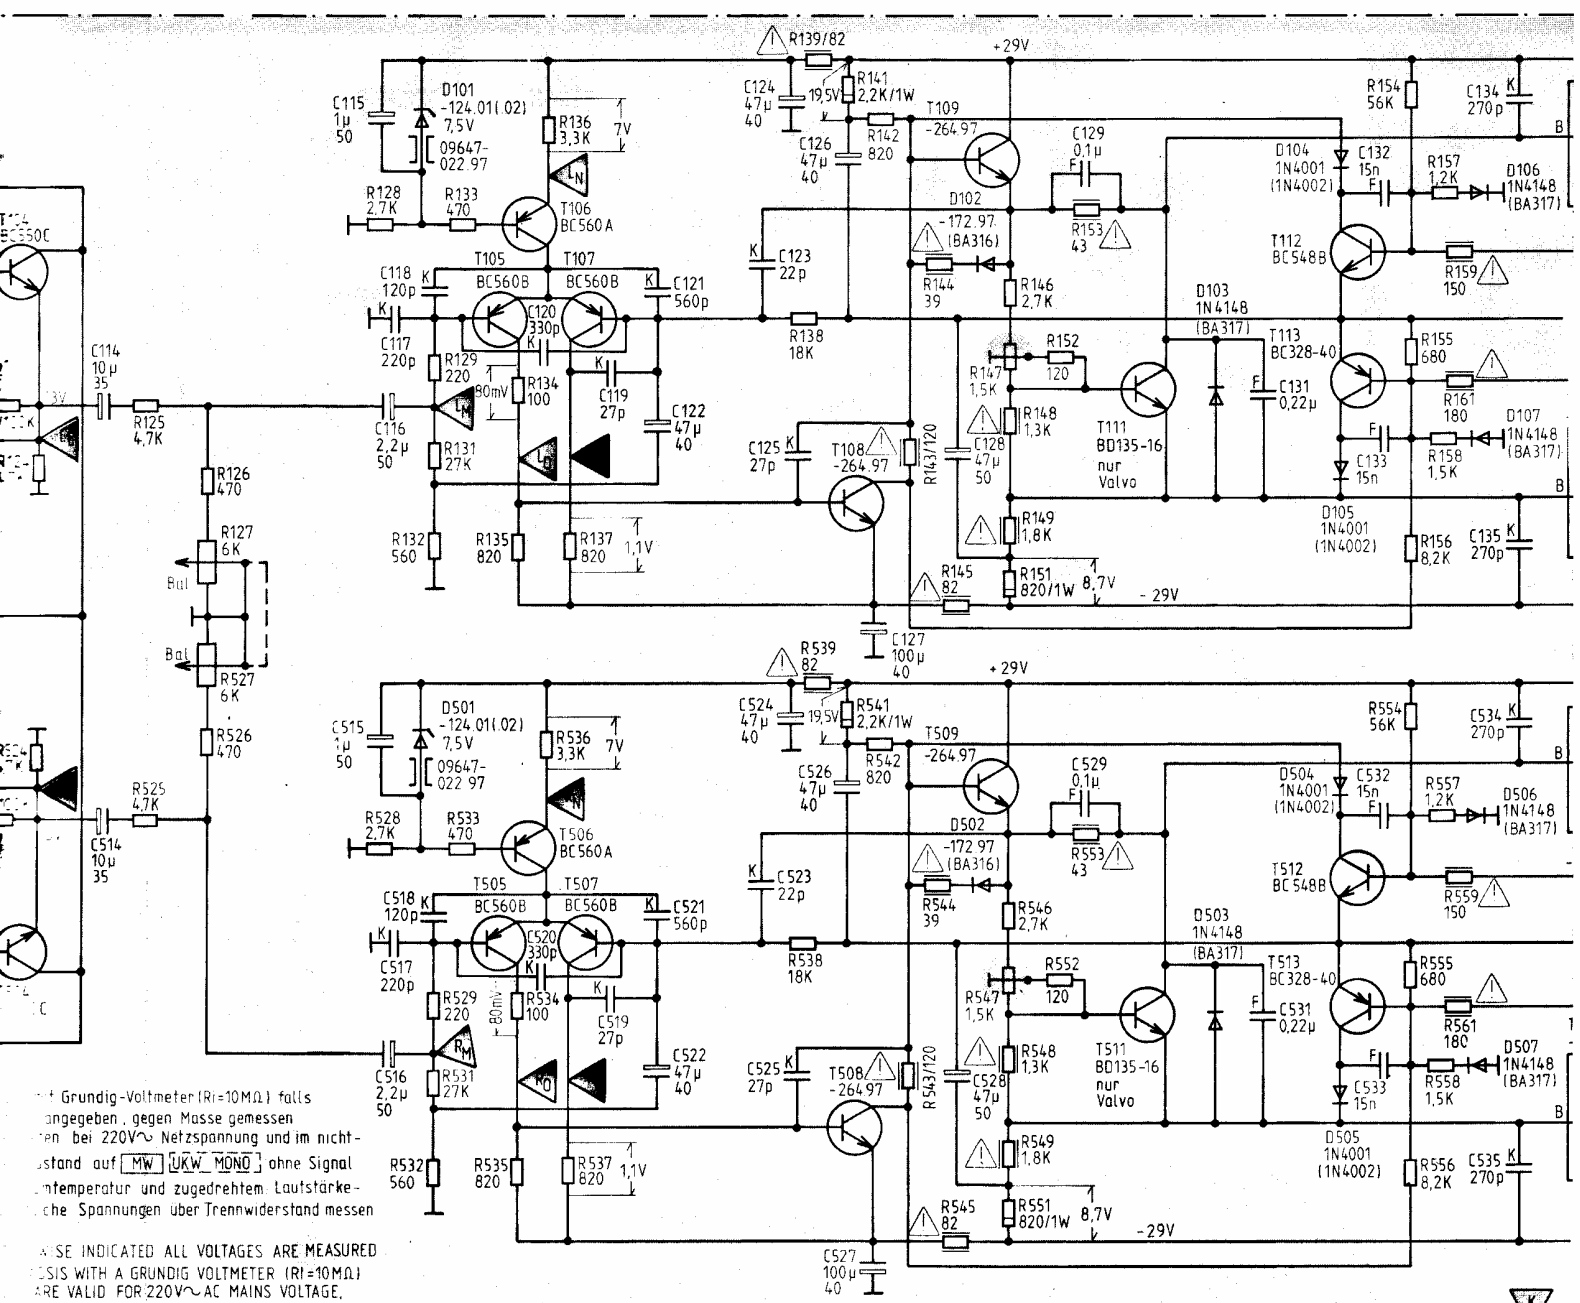 R139/82
+29V
C115
1µ
50
D101
-124.01(.02)
7,5V
09647-
022.97
R136
3,3K
7V
C124
47µ
40
19,5V
R141
2,2K/1W
R142
820
C126
47µ
40
T109
-264.97
C129
0,1µ
F
R153
43
R154
56K
C134
270p
K
B
D104
1N4001
(1N4002)
C132
15n
F
R157
1,2K
D106
1N4148
(BA317)
R128
2,7K
R133
470
LN
T106
BC560A
D102
-172.97
(BA316)
R144
39
C123
22p
K
T112
BC548B
R159
150
T105
BC560B
T107
BC560B
C118
120p
K
C117
220p
K
C120
330p
K
C121
560p
K
R138
18K
R146
2,7K
D103
1N4148
(BA317)
T113
BC328-40
R155
680
C114
10µ
35
R125
4,7K
R129
220
LM
80mV
R134
100
C119
27p
K
C122
47µ
40
R147
1,5K
R152
120
R148
1,3K
T111
BD135-16
nur
Valvo
C131
0,22µ
F
R161
180
D107
1N4148
(BA317)
C116
2,2µ
50
R131
27K
LO
C125
27p
K
T108
-264.97
R143/120
C128
47µ
50
C133
15n
F
R158
1,5K
B
R126
470
R127
6K
Bal
R132
560
R135
820
R137
820
1,1V
R149
1,8K
R151
820/1W
8,7V
R145
82
-29V
D105
1N4001
(1N4002)
R156
8,2K
C135
270p
K
C127
100µ
40
Bal
R527
6K
R526
470
R539
82
+29V
C515
1µ
50
D501
-124.01(.02)
7,5V
09647-
022 97
R536
3,3K
7V
C524
47µ
40
19,5V
R541
2,2K/1W
R542
820
C526
47µ
40
T509
-264.97
C529
0,1µ
F
R553
43
R554
56K
C534
270p
K
B
D504
1N4001
(1N4002)
C532
15n
F
R557
1,2K
D506
1N4148
(BA317)
R525
4,7K
C514
10µ
35
R528
2,7K
R533
470
N
T506
BC560A
D502
-172.97
(BA316)
R544
39
C523
22p
K
T512
BC548B
R559
150
T505
BC560B
T507
BC560B
C518
120p
K
C517
220p
K
C520
330p
K
C521
560p
K
R538
18K
R546
2,7K
D503
1N4148
(BA317)
T513
BC328-40
R555
680
R529
220
RM
80mV
R534
100
C519
27p
K
C522
47µ
40
R547
1,5K
R552
120
R548
1,3K
T511
BD135-16
nur
Valvo
C531
0,22µ
F
R561
180
D507
1N4148
(BA317)
C516
2,2µ
50
R531
27K
C525
27p
K
T508
-264.97
R543/120
C528
47µ
50
C533
15n
F
R558
1,5K
B
R532
560
R535
820
R537
820
1,1V
R549
1,8K
R551
820/1W
8,7V
R545
82
-29V
D505
1N4001
(1N4002)
R556
8,2K
C535
270p
K
C527
100µ
40
Grundig-Voltmeter (Ri=10MΩ) falls
angegeben, gegen Masse gemessen
bei 220V~ Netzspannung und im nicht-
stand auf MW UKW MONO ohne Signal
temperatur und zugedrehtem Lautstärke-
che Spannungen über Trennwiderstand messen
INDICATED ALL VOLTAGES ARE MEASURED
WITH A GRUNDIG VOLTMETER (RI=10MΩ)
ARE VALID FOR 220V~ AC MAINS VOLTAGE,